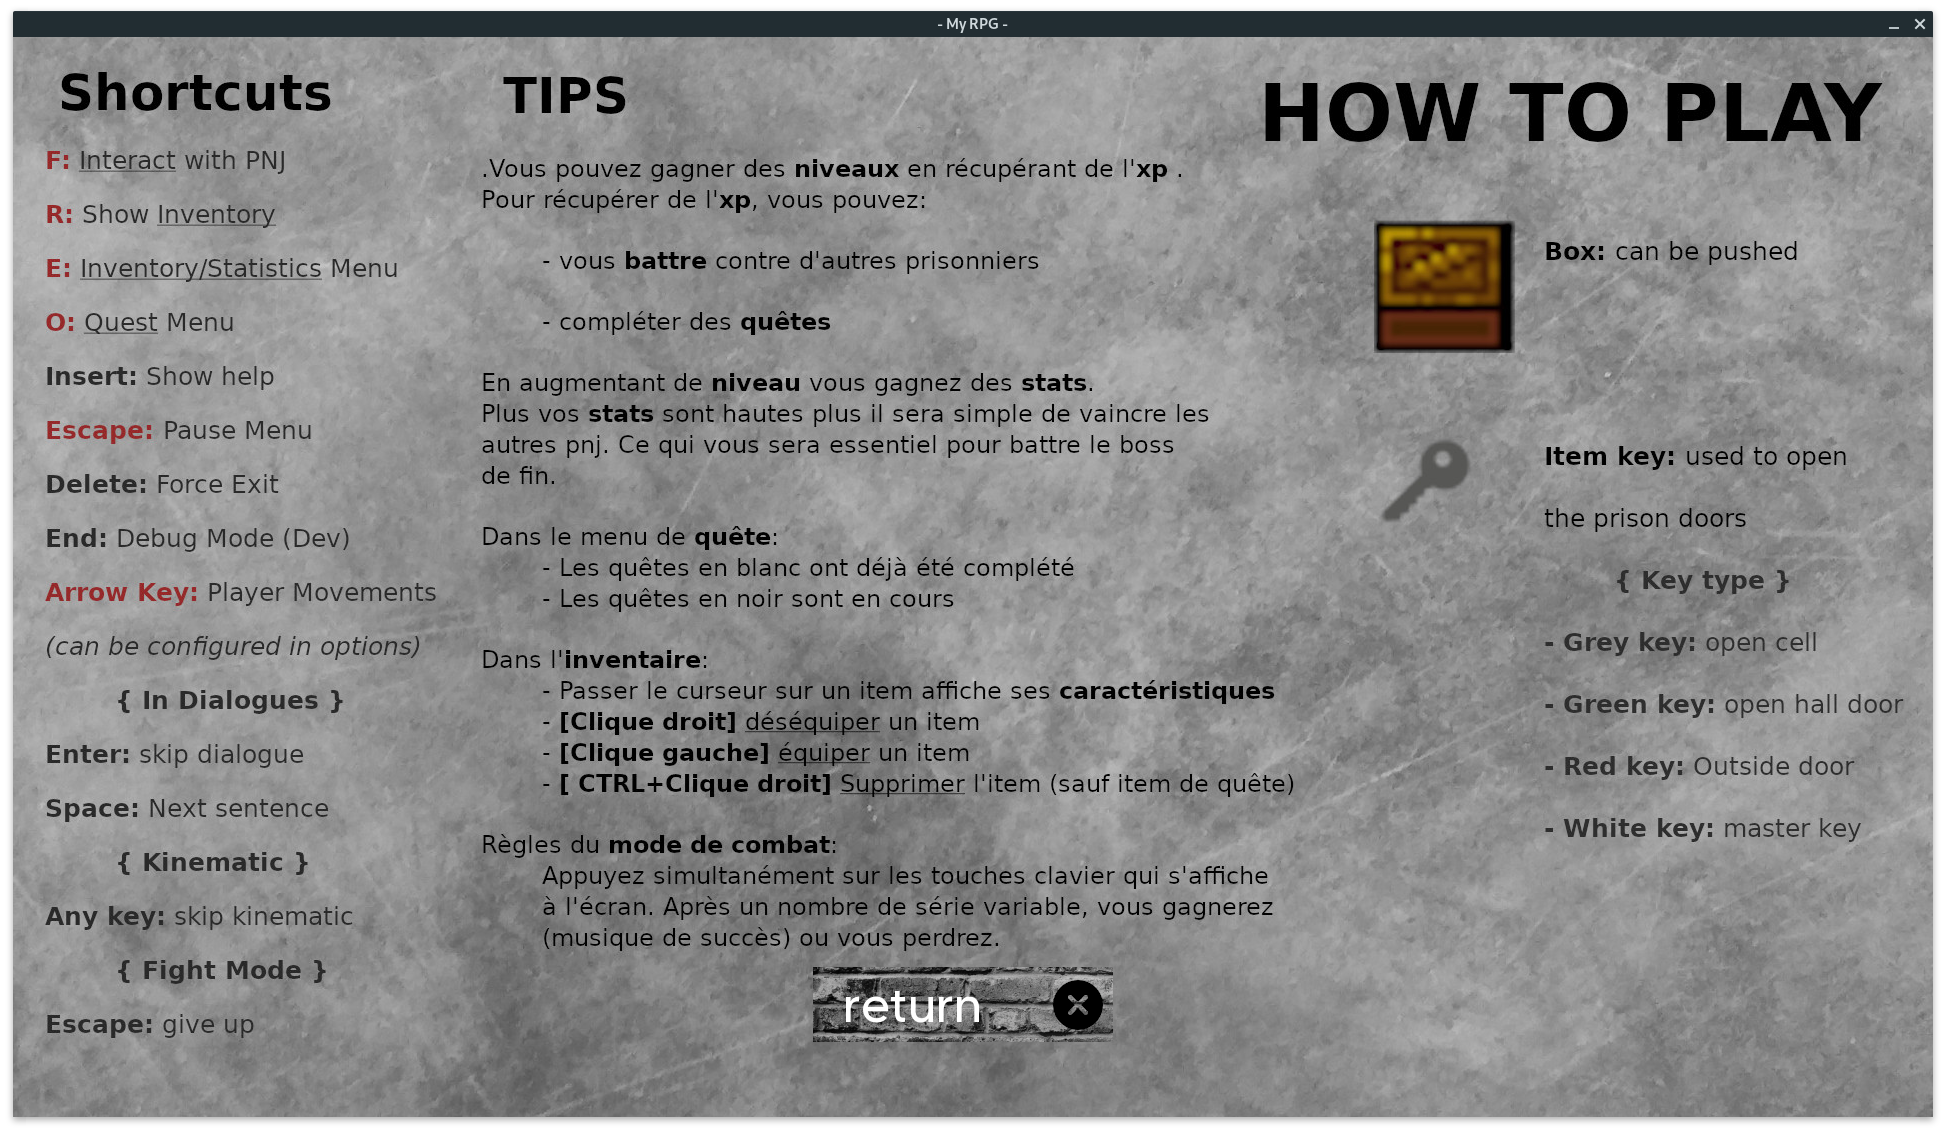 - My RPG -
Shortcuts
F: Interact with PNJ
R: Show Inventory
E: Inventory/Statistics Menu
O: Quest Menu
Insert: Show help
Escape: Pause Menu
Delete: Force Exit
End: Debug Mode (Dev)
Arrow Key: Player Movements
(can be configured in options)
{ In Dialogues }
Enter: skip dialogue
Space: Next sentence
{ Kinematic }
Any key: skip kinematic
{ Fight Mode }
Escape: give up
TIPS
.Vous pouvez gagner des niveaux en récupérant de l'xp .
Pour récupérer de l'xp, vous pouvez:
- vous battre contre d'autres prisonniers
- compléter des quêtes
En augmentant de niveau vous gagnez des stats.
Plus vos stats sont hautes plus il sera simple de vaincre les
autres pnj. Ce qui vous sera essentiel pour battre le boss
de fin.
Dans le menu de quête:
- Les quêtes en blanc ont déjà été complété
- Les quêtes en noir sont en cours
Dans l'inventaire:
- Passer le curseur sur un item affiche ses caractéristiques
- [Clique droit] déséquiper un item
- [Clique gauche] équiper un item
- [ CTRL+Clique droit] Supprimer l'item (sauf item de quête)
Règles du mode de combat:
Appuyez simultanément sur les touches clavier qui s'affiche
à l'écran. Après un nombre de série variable, vous gagnerez
(musique de succès) ou vous perdrez.
return
HOW TO PLAY
Box: can be pushed
Item key: used to open
the prison doors
{ Key type }
- Grey key: open cell
- Green key: open hall door
- Red key: Outside door
- White key: master key